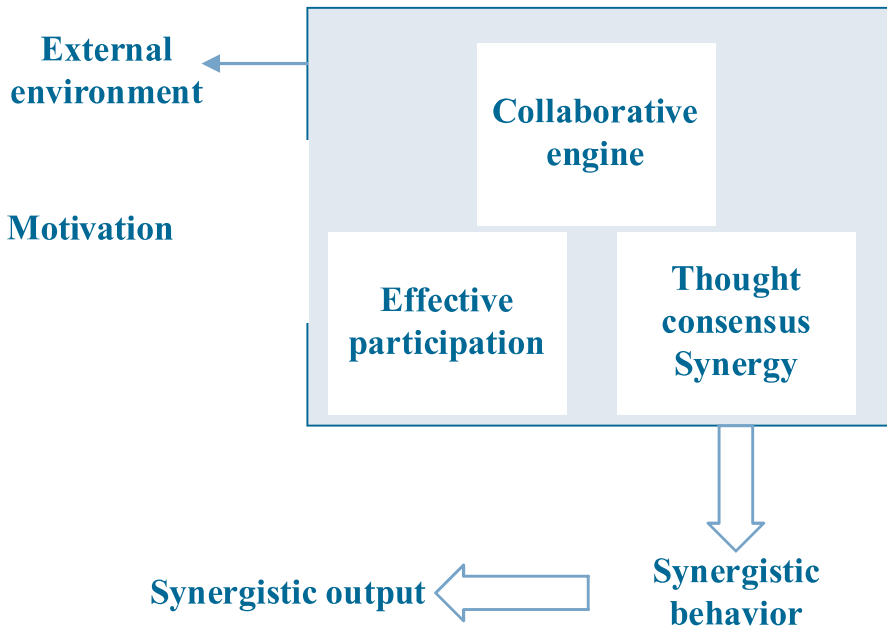 External
environment
Collaborative
engine
Motivation
Effective
participation
Thought
consensus
Synergy
Synergistic
behavior
Synergistic output